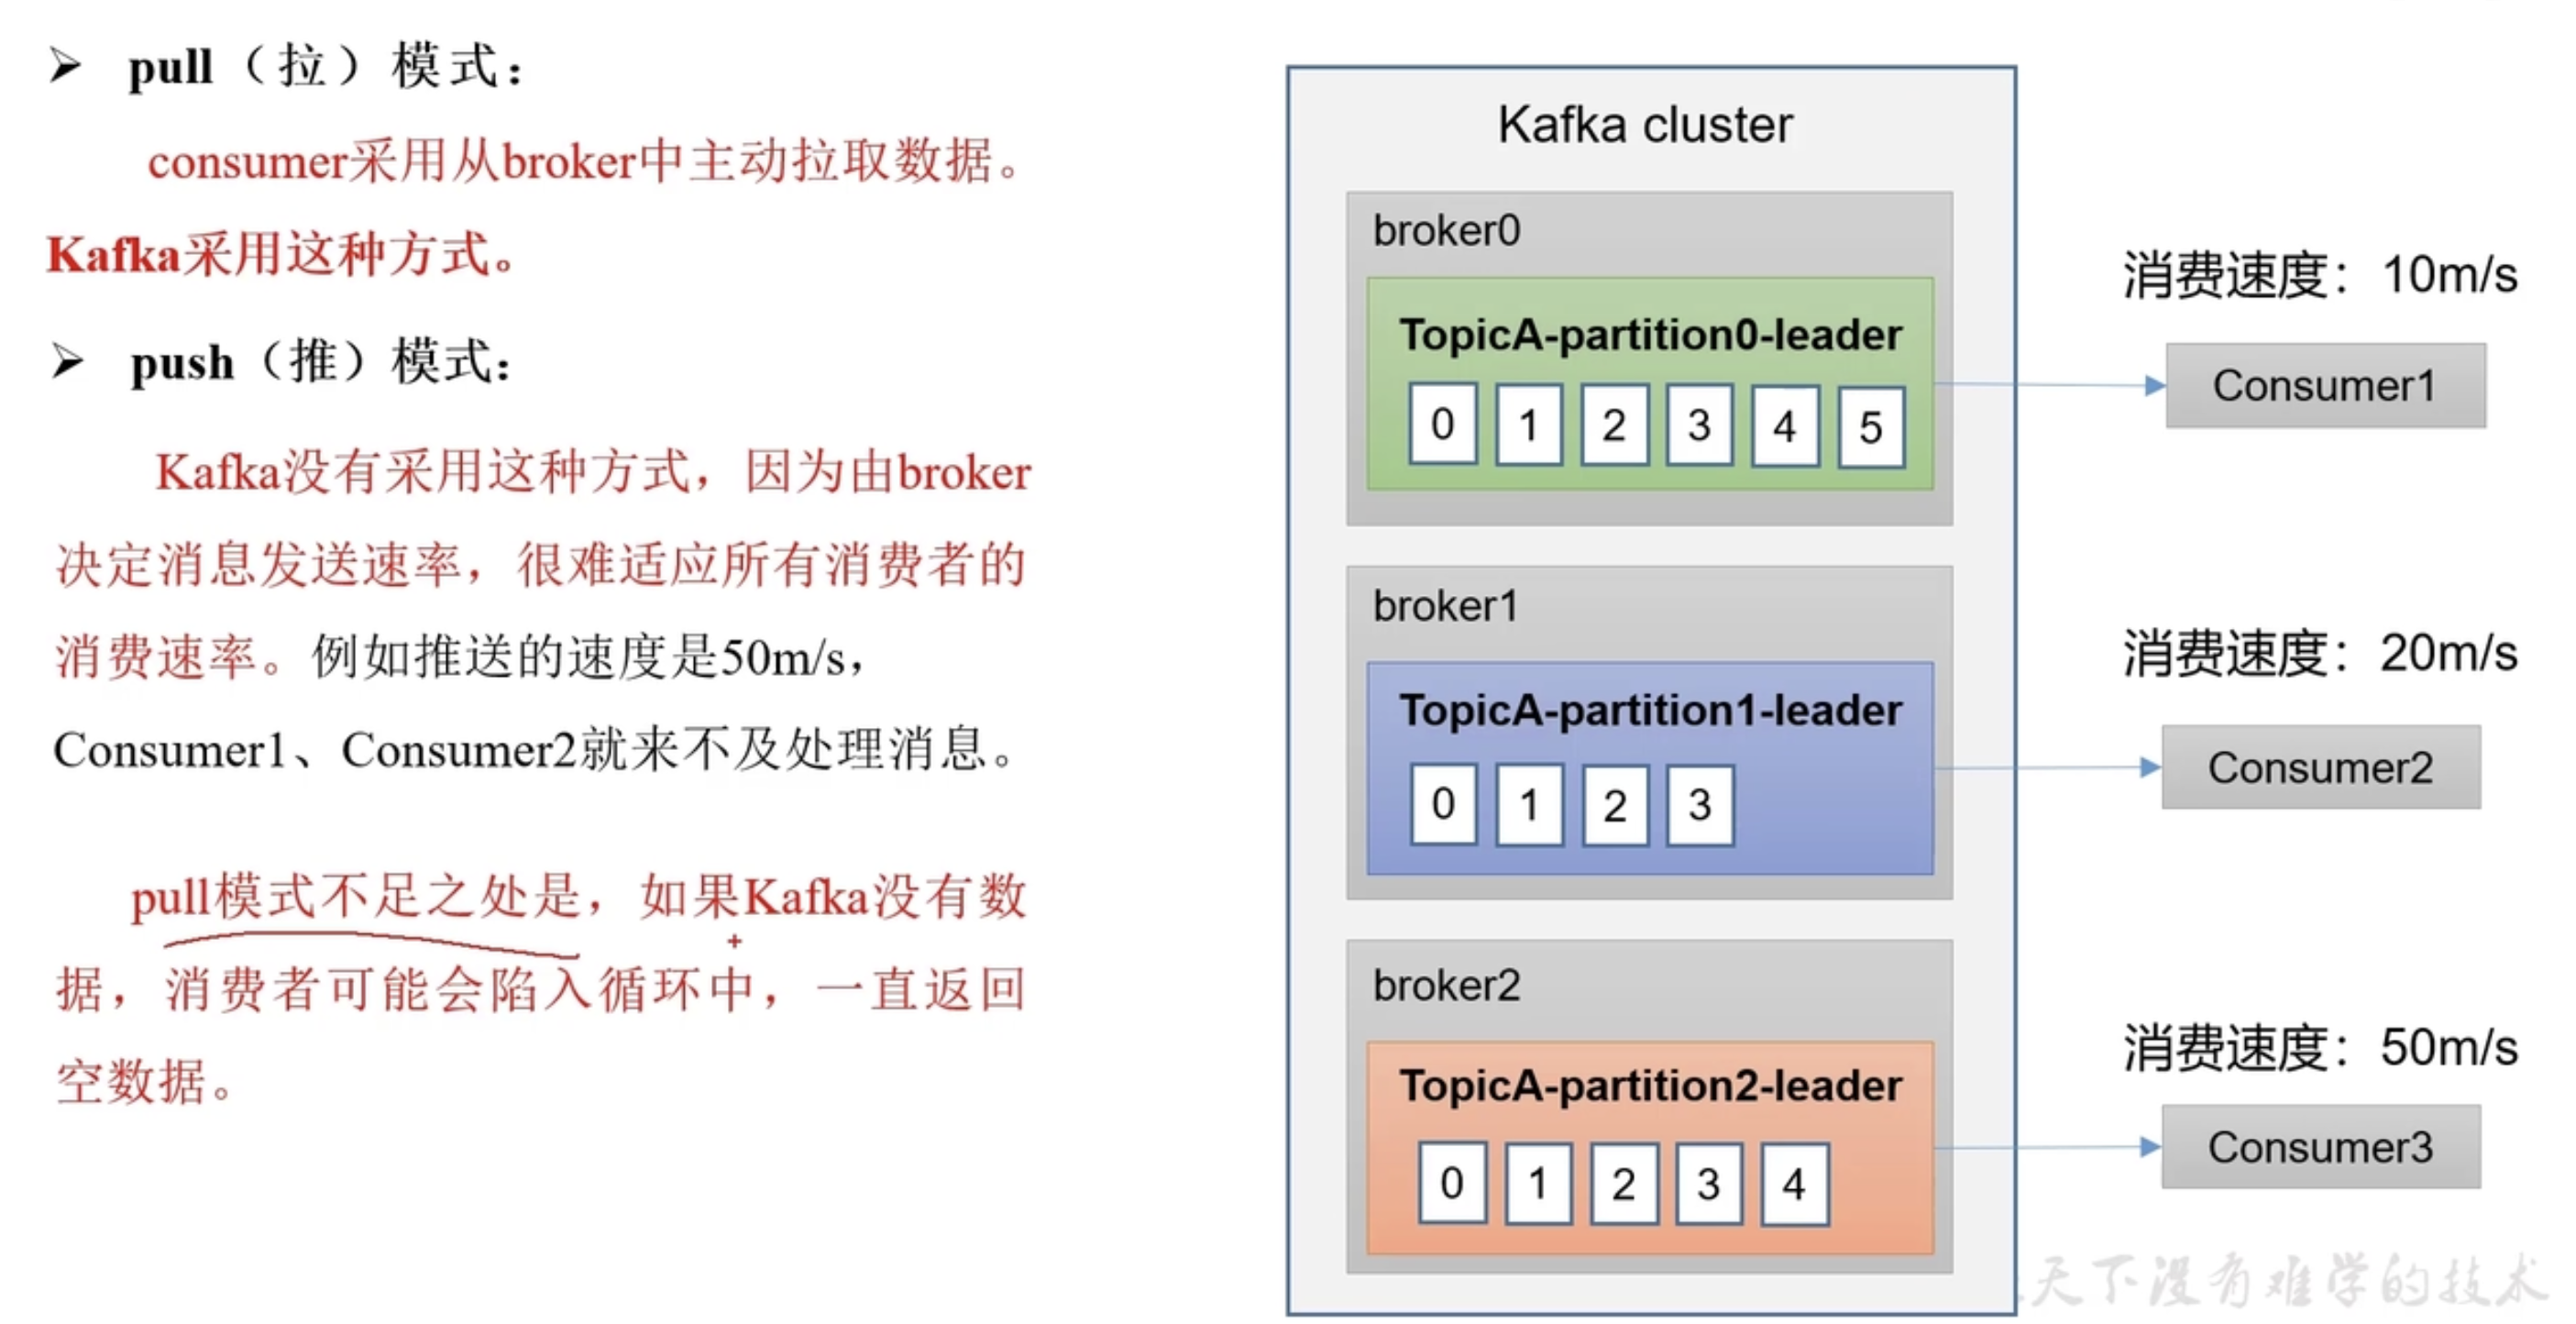 pull（拉）模式：
consumer采用从broker中主动拉取数据。
Kafka采用这种方式。
push（推）模式：
Kafka没有采用这种方式，因为由broker
决定消息发送速率，很难适应所有消费者的
消费速率。例如推送的速度是50m/s，
Consumer1、Consumer2就来不及处理消息。
pull模式不足之处是，如果Kafka没有数
据，消费者可能会陷入循环中，一直返回
空数据。
Kafka cluster
broker0
TopicA-partition0-leader
0 1 2 3 4 5
消费速度：10m/s
Consumer1
broker1
TopicA-partition1-leader
0 1 2 3
消费速度：20m/s
Consumer2
broker2
TopicA-partition2-leader
0 1 2 3 4
消费速度：50m/s
Consumer3
天下没有难学的技术